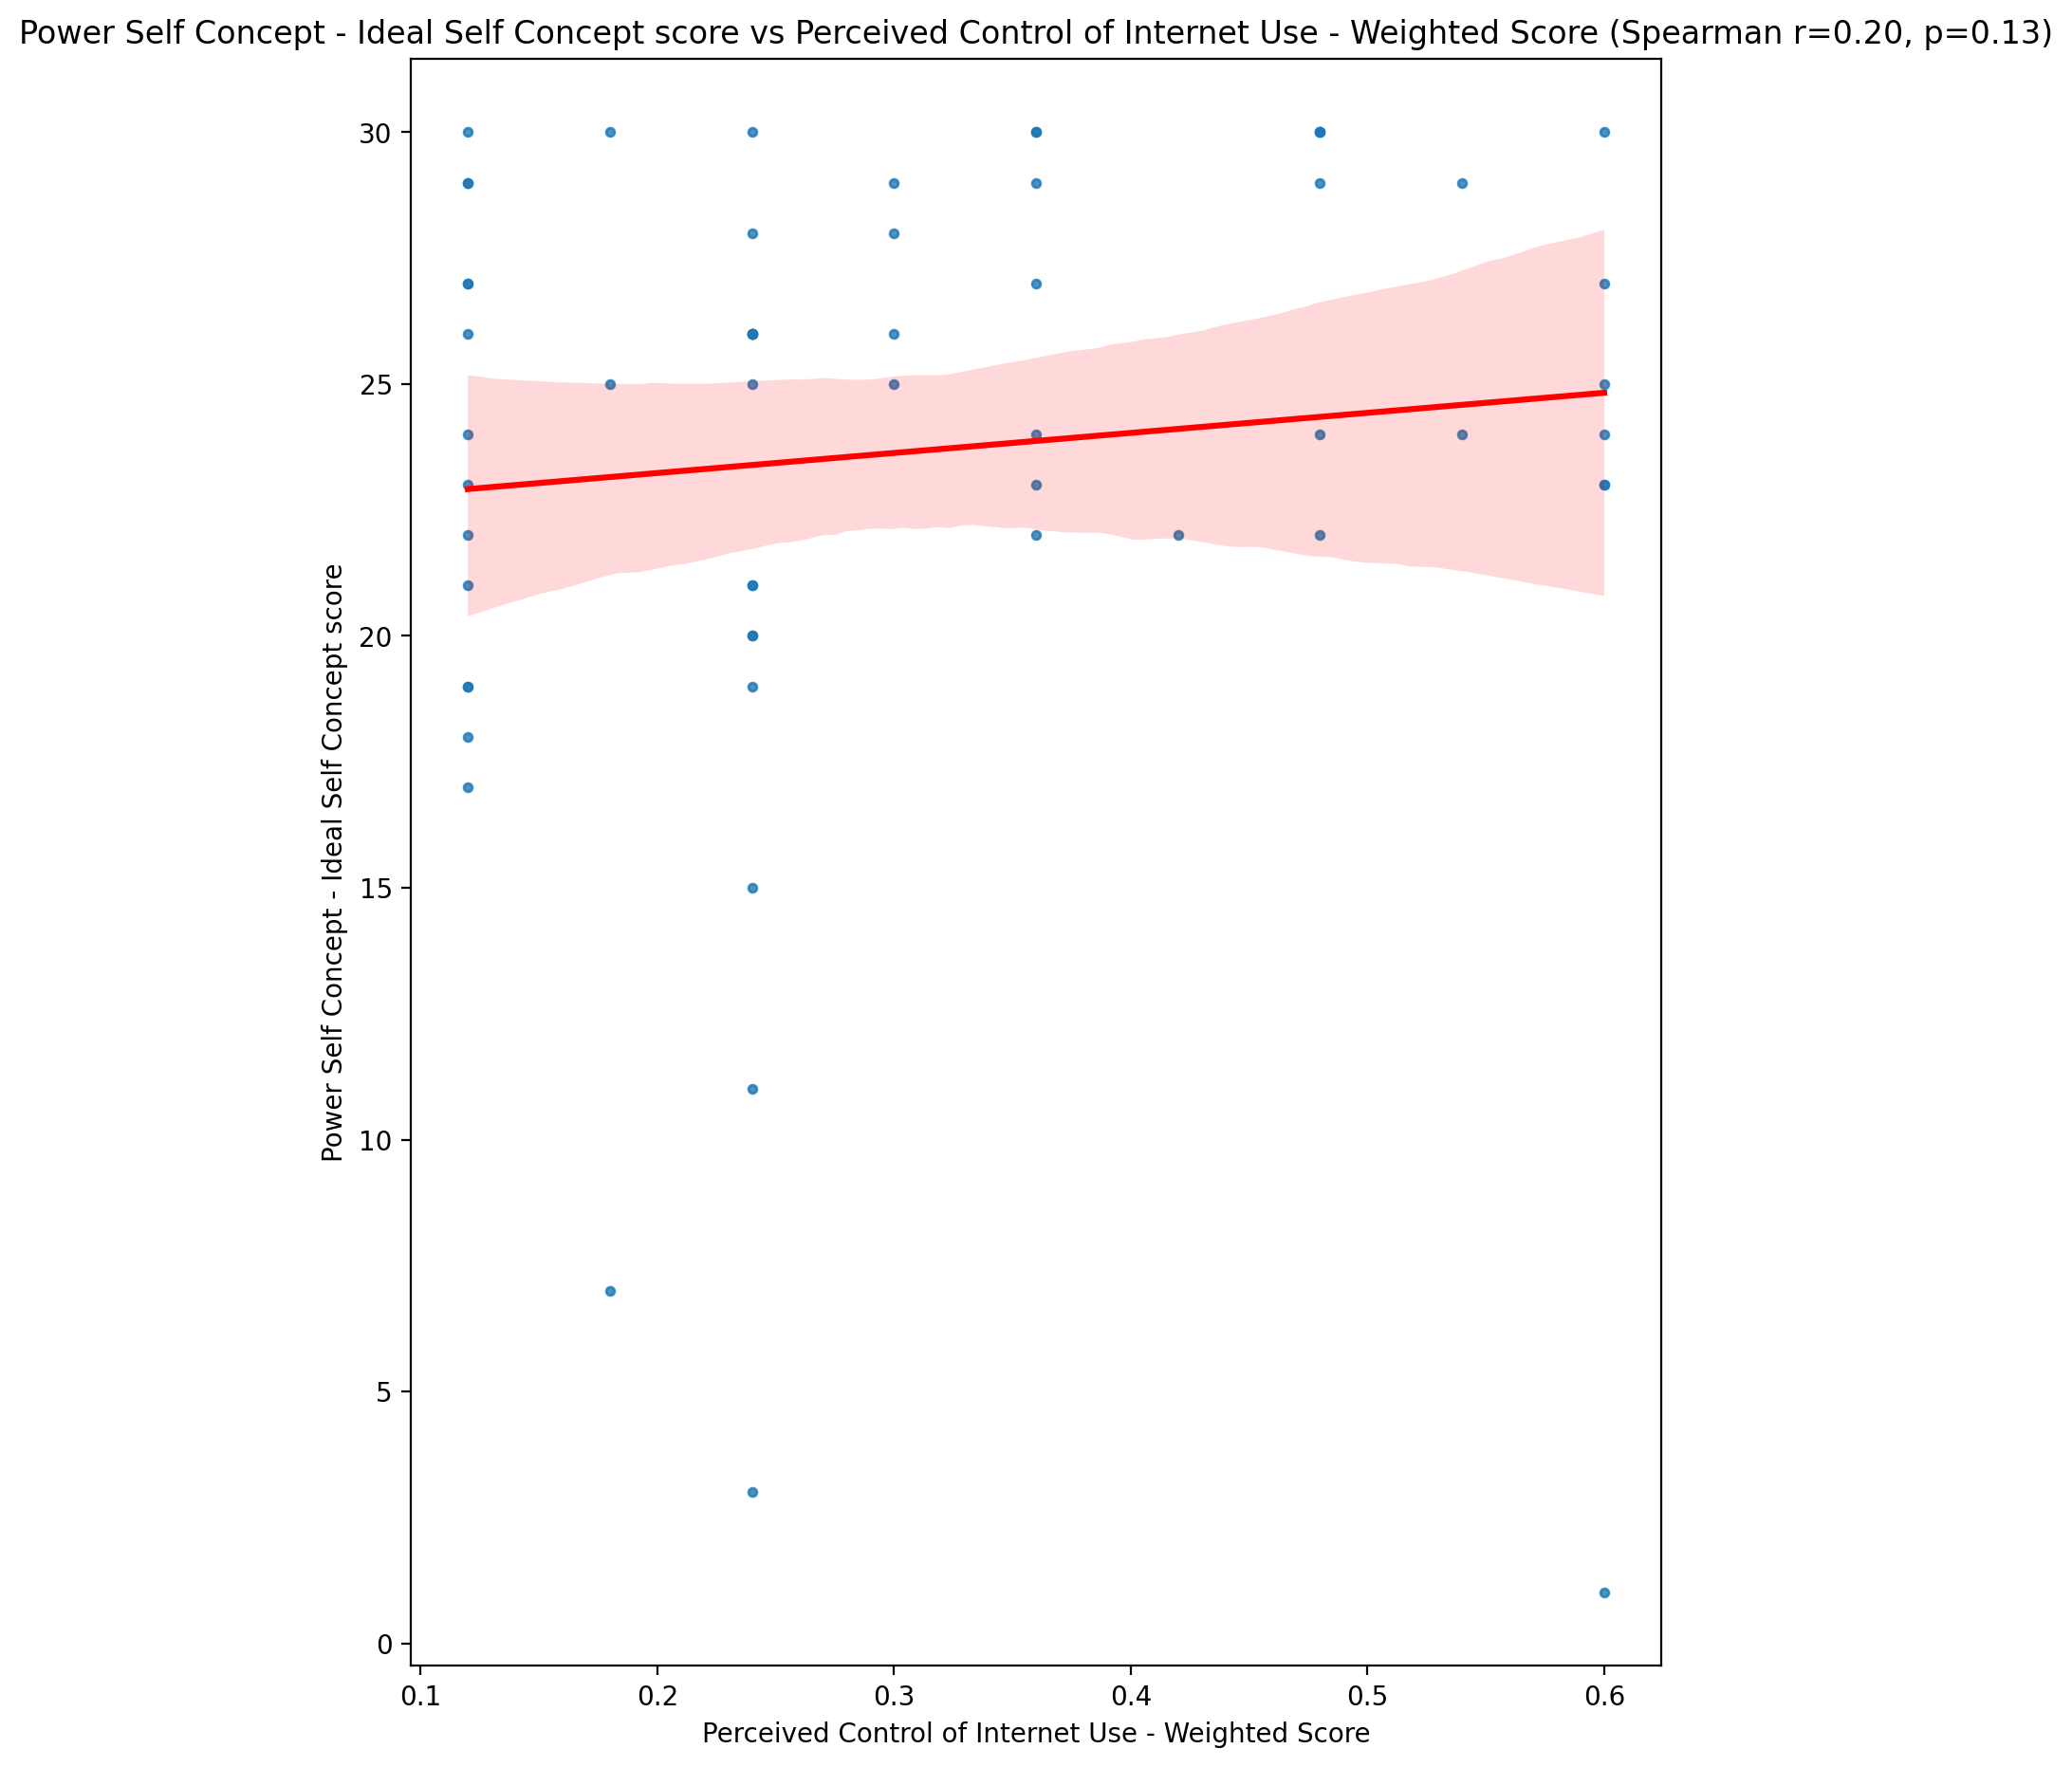 Power Self Concept - Ideal Self Concept score vs Perceived Control of Internet Use - Weighted Score (Spearman r=0.20, p=0.13)
Power Self Concept - Ideal Self Concept score
30
25
20
15
10
5
0
0.1 0.2 0.3 0.4 0.5 0.6
Perceived Control of Internet Use - Weighted Score